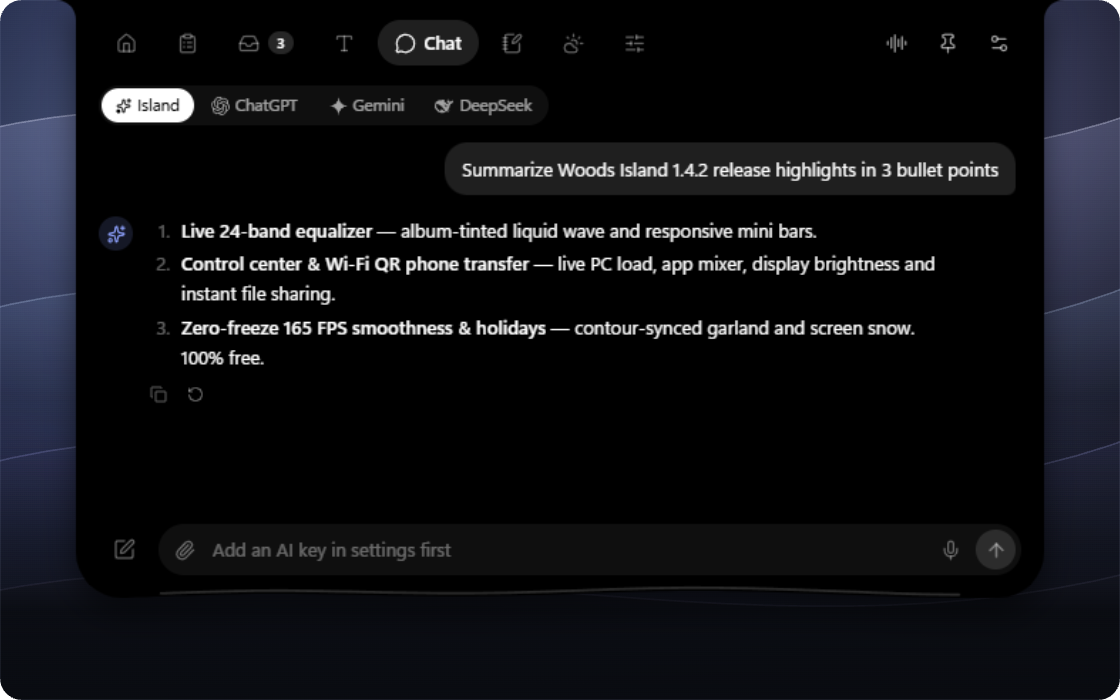 3
Chat
Island
ChatGPT
Gemini
DeepSeek
Summarize Woods Island 1.4.2 release highlights in 3 bullet points
1. Live 24-band equalizer — album-tinted liquid wave and responsive mini bars.
2. Control center & Wi-Fi QR phone transfer — live PC load, app mixer, display brightness and
instant file sharing.
3. Zero-freeze 165 FPS smoothness & holidays — contour-synced garland and screen snow.
100% free.
Add an AI key in settings first